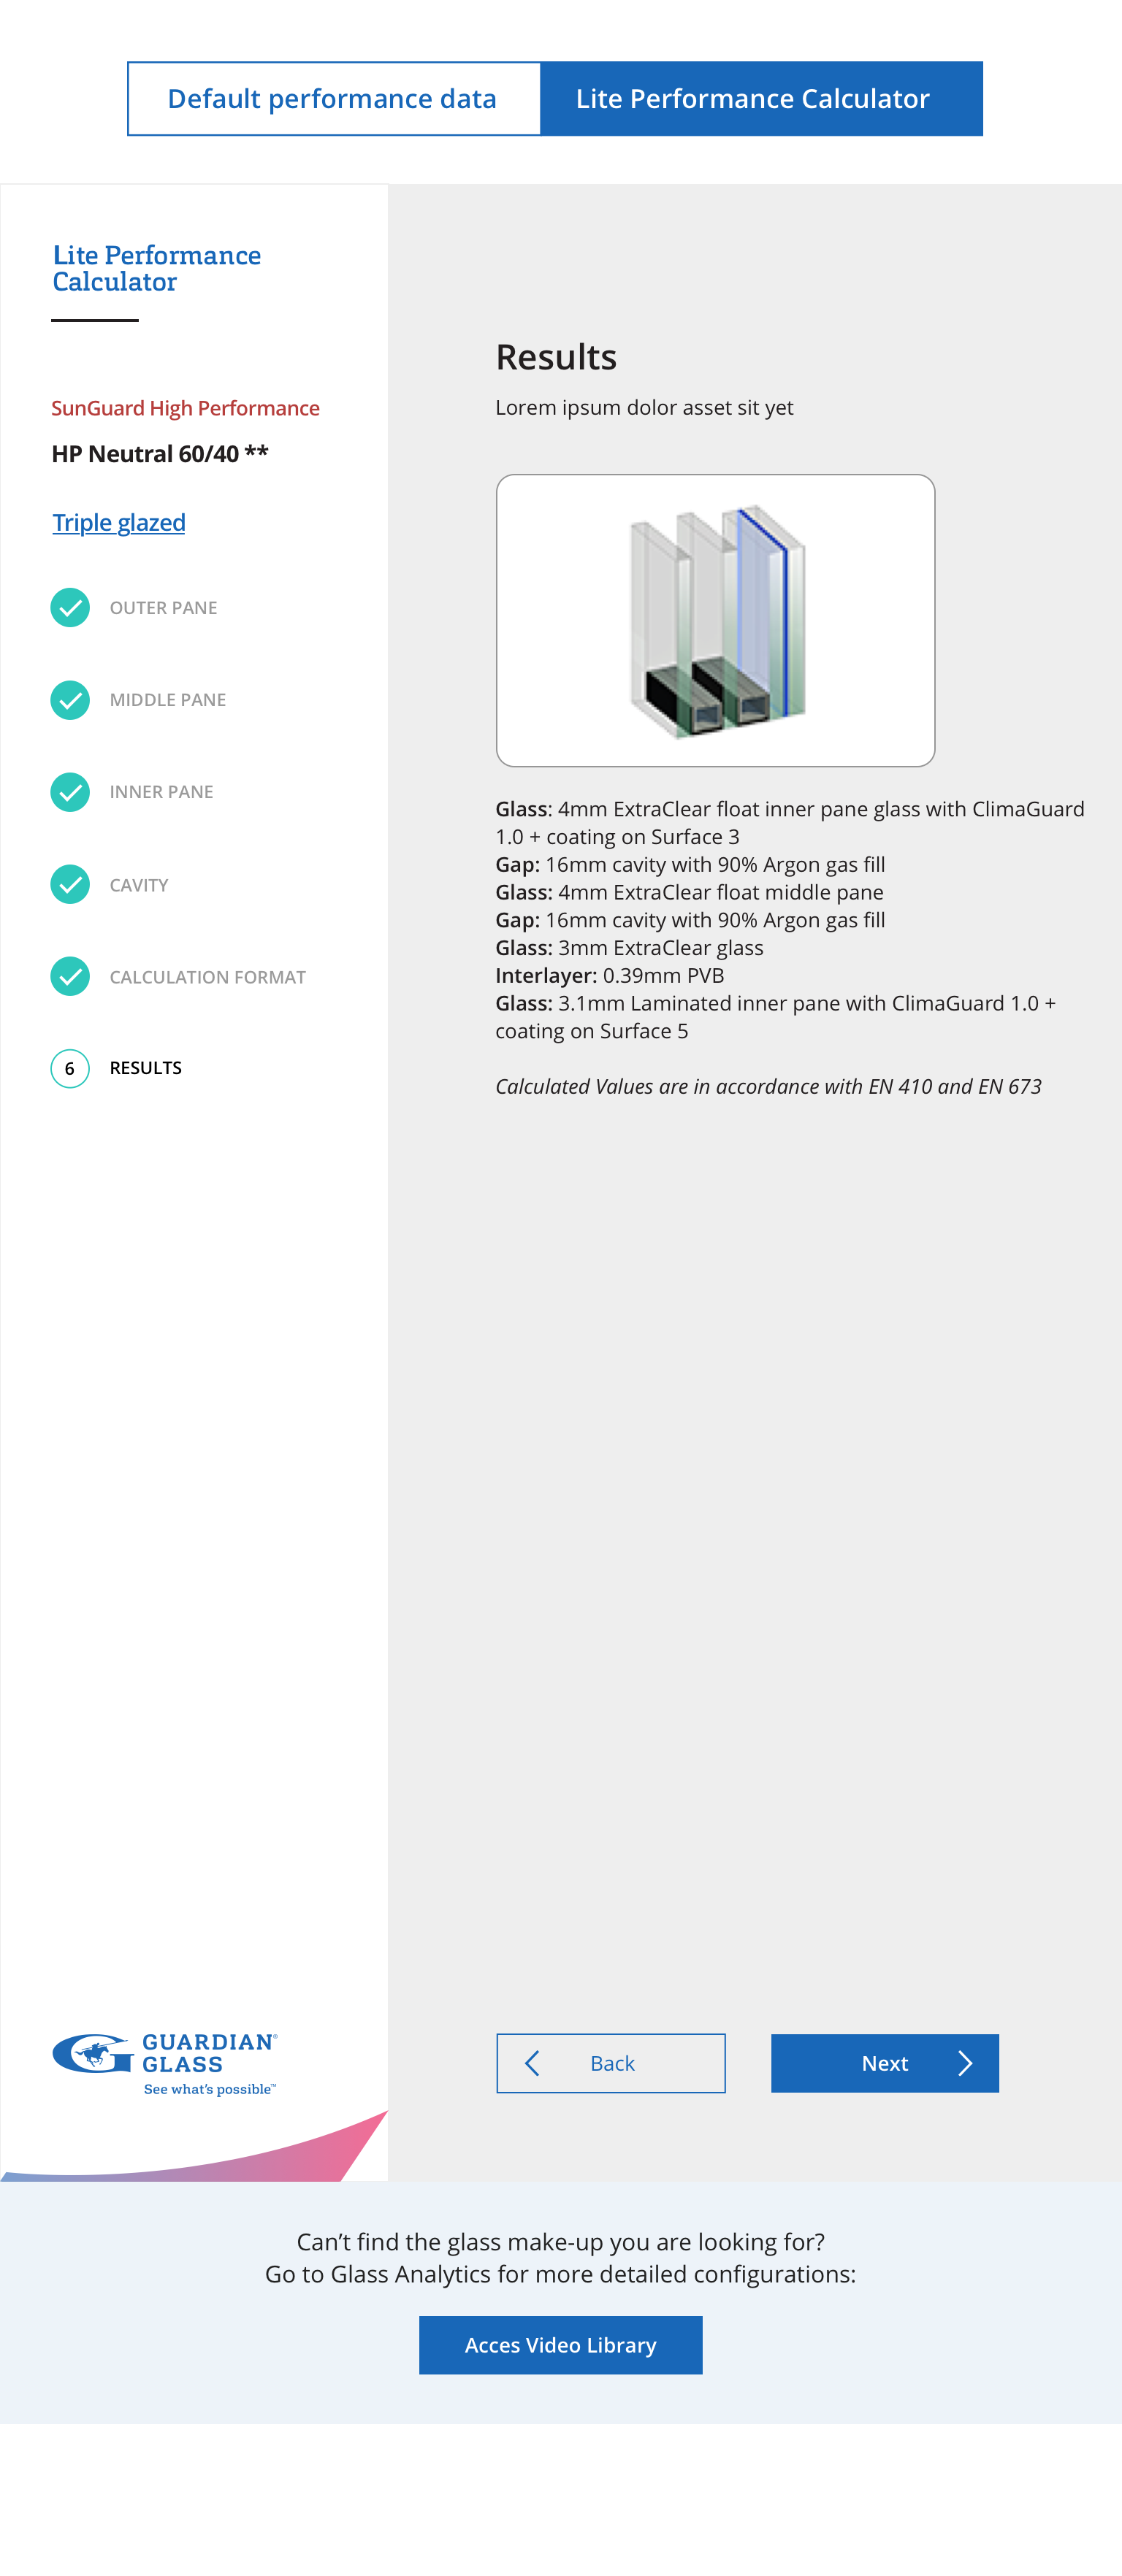 Default performance data
Lite Performance Calculator
Lite Performance
Calculator
SunGuard High Performance
HP Neutral 60/40 **
Triple glazed
OUTER PANE
MIDDLE PANE
INNER PANE
CAVITY
CALCULATION FORMAT
6 RESULTS
Results
Lorem ipsum dolor asset sit yet
Glass: 4mm ExtraClear float inner pane glass with ClimaGuard
1.0 + coating on Surface 3
Gap: 16mm cavity with 90% Argon gas fill
Glass: 4mm ExtraClear float middle pane
Gap: 16mm cavity with 90% Argon gas fill
Glass: 3mm ExtraClear glass
Interlayer: 0.39mm PVB
Glass: 3.1mm Laminated inner pane with ClimaGuard 1.0 +
coating on Surface 5
Calculated Values are in accordance with EN 410 and EN 673
GUARDIAN®
GLASS
See what's possible™
Back
Next
Can't find the glass make-up you are looking for?
Go to Glass Analytics for more detailed configurations:
Acces Video Library